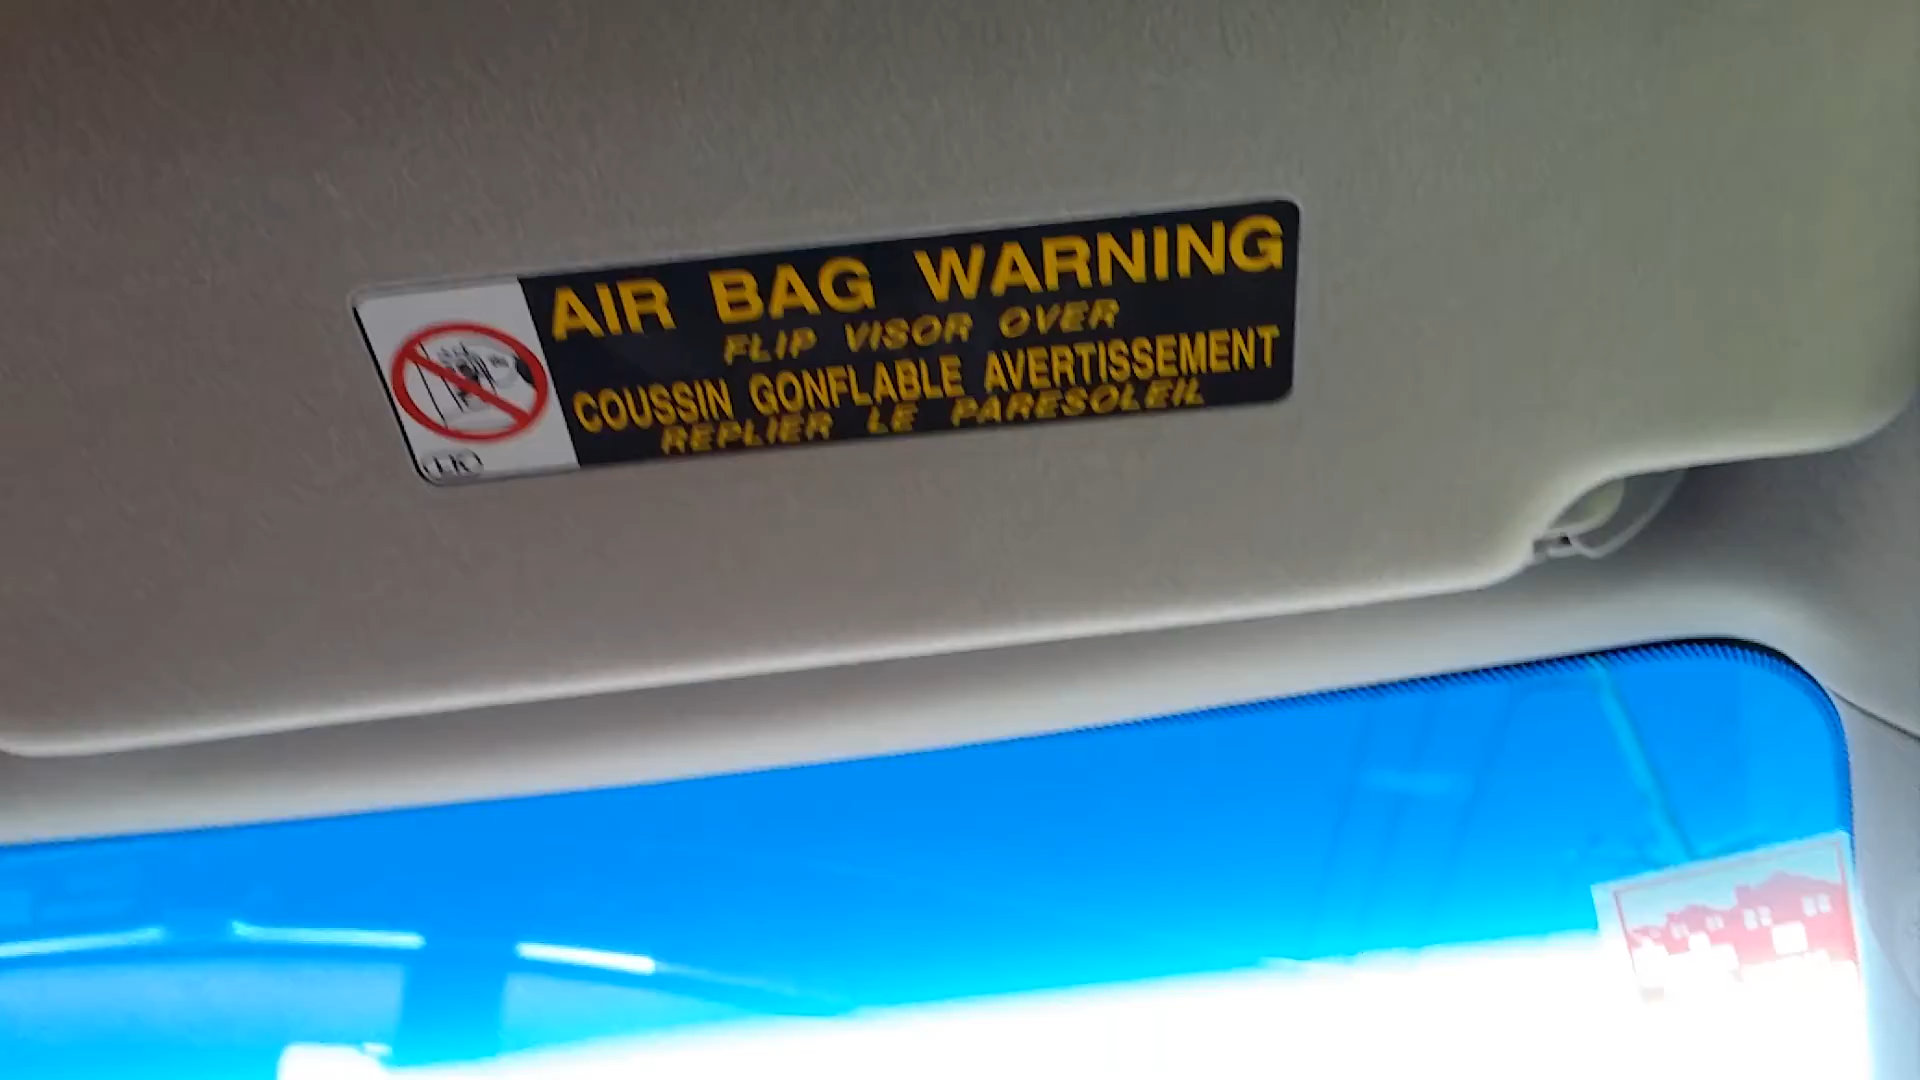 AIR BAG WARNING
FLIP VISOR OVER
COUSSIN GONFLABLE AVERTISSEMENT
REPLIER LE PARESOLEIL